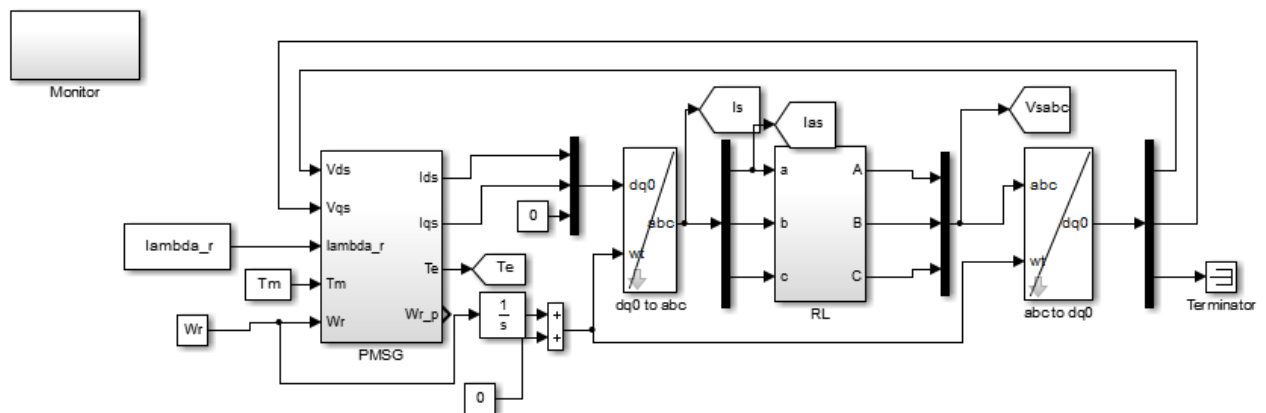 Monitor
Is
Ias
Vsabc
Vds
Vqs
lambda_r
Tm
Wr
Ids
Iqs
Te
Wr_p
PMSG
lambda_r
Tm
Wr
0
Te
1
s
+
+
0
dq0
abc
wt
dq0 to abc
a
b
c
A
B
C
RL
abc
dq0
wt
abc to dq0
Terminator